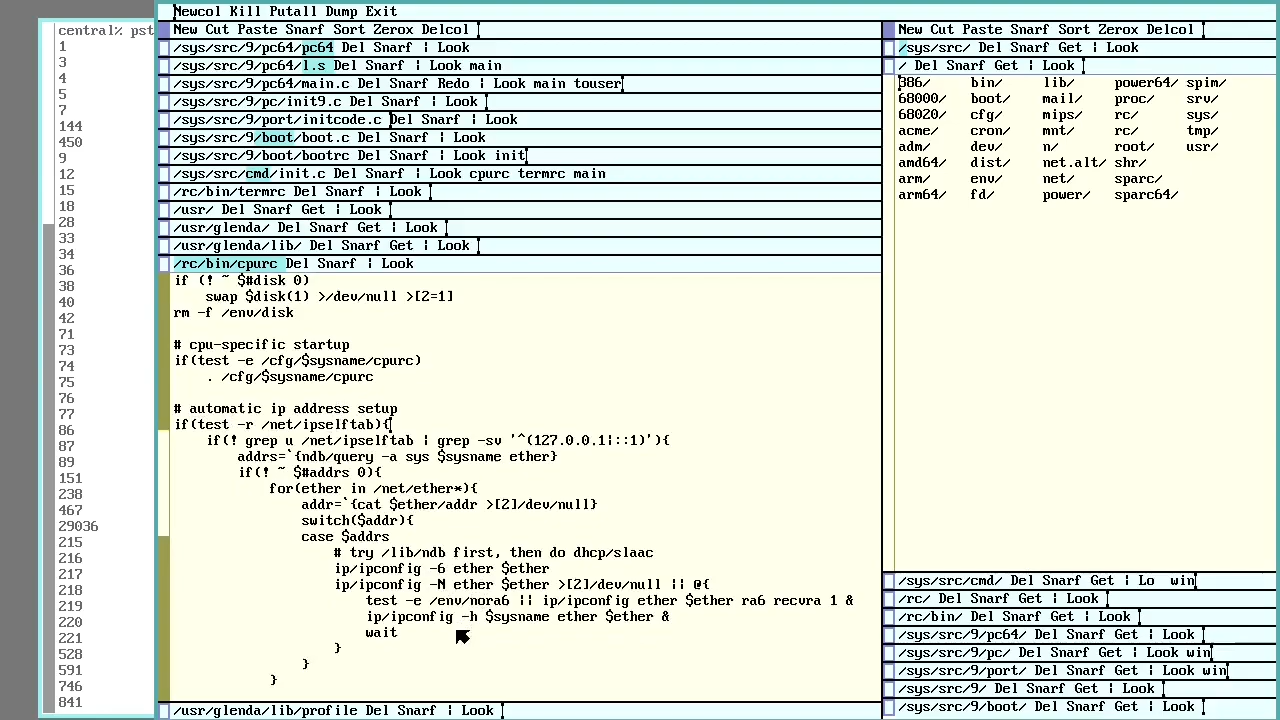 central% pst
1
3
4
5
7
144
450
9
12
15
18
28
33
34
36
38
40
42
71
73
74
75
76
77
86
87
89
151
238
467
29036
215
216
217
218
219
220
221
528
591
746
841
Newcol Kill Putall Dump Exit
New Cut Paste Snarf Sort Zerox Delcol
/sys/src/9/pc64/pc64 Del Snarf | Look
/sys/src/9/pc64/l.s Del Snarf | Look main
/sys/src/9/pc64/main.c Del Snarf Redo | Look main touser
/sys/src/9/pc/init9.c Del Snarf | Look
/sys/src/9/port/initcode.c Del Snarf | Look
/sys/src/9/boot/boot.c Del Snarf | Look
/sys/src/9/boot/bootrc Del Snarf | Look init
/sys/src/cmd/init.c Del Snarf | Look cpurc termrc main
/rc/bin/termrc Del Snarf | Look
/usr/ Del Snarf Get | Look
/usr/glenda/ Del Snarf Get | Look
/usr/glenda/lib/ Del Snarf Get | Look
/rc/bin/cpurc Del Snarf | Look
if (! ~ $#disk 0)
    swap $disk(1) >/dev/null >[2=1]
rm -f /env/disk

# cpu-specific startup
if(test -e /cfg/$sysname/cpurc)
    . /cfg/$sysname/cpurc

# automatic ip address setup
if(test -r /net/ipselftab){
    if(! grep u /net/ipselftab | grep -sv '^(127.0.0.1|::1)'){
        addrs=`{ndb/query -a sys $sysname ether}
        if(! ~ $#addrs 0){
            for(ether in /net/ether*){
                addr=`{cat $ether/addr >[2]/dev/null}
                switch($addr){
                case $addrs
                    # try /lib/ndb first, then do dhcp/slaac
                    ip/ipconfig -6 ether $ether
                    ip/ipconfig -N ether $ether >[2]/dev/null || @{
                        test -e /env/nora6 || ip/ipconfig ether $ether ra6 recvra 1 &
                        ip/ipconfig -h $sysname ether $ether &
                        wait
                    }
                }
            }
/usr/glenda/lib/profile Del Snarf | Look
New Cut Paste Snarf Sort Zerox Delcol
/sys/src/ Del Snarf Get | Look
/ Del Snarf Get | Look
386/ bin/ lib/ power64/ spim/
68000/ boot/ mail/ proc/ srv/
68020/ cfg/ mips/ rc/ sys/
acme/ cron/ mnt/ rc/ tmp/
adm/ dev/ n/ root/ usr/
amd64/ dist/ net.alt/ shr/
arm/ env/ net/ sparc/
arm64/ fd/ power/ sparc64/
/sys/src/cmd/ Del Snarf Get | Lo  win
/rc/ Del Snarf Get | Look
/rc/bin/ Del Snarf Get | Look
/sys/src/9/pc64/ Del Snarf Get | Look
/sys/src/9/pc/ Del Snarf Get | Look win
/sys/src/9/port/ Del Snarf Get | Look win
/sys/src/9/ Del Snarf Get | Look
/sys/src/9/boot/ Del Snarf Get | Look